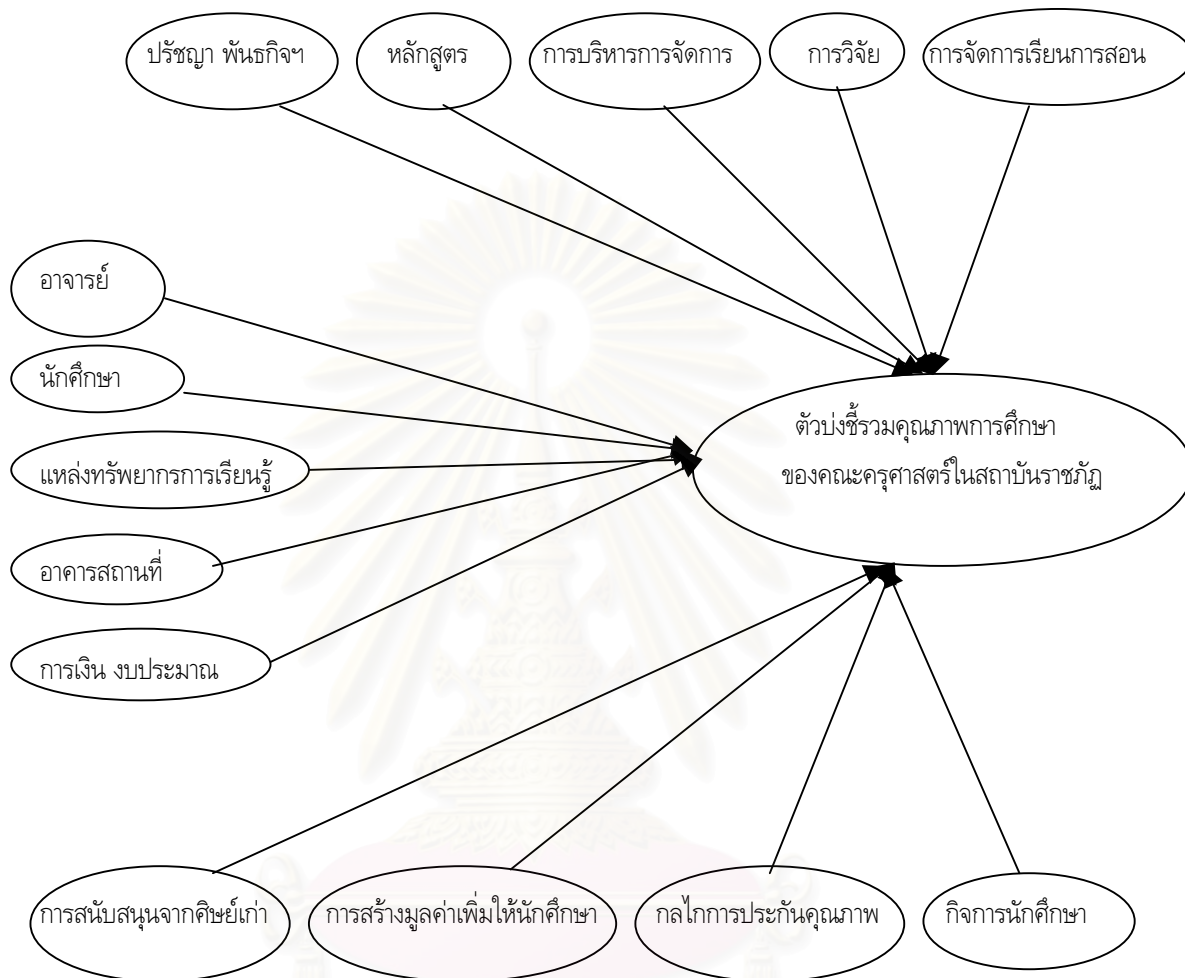 ปรัชญา พันธกิจฯ
หลักสูตร
การบริหารการจัดการ
การวิจัย
การจัดการเรียนการสอน
อาจารย์
นักศึกษา
แหล่งทรัพยากรการเรียนรู้
อาคารสถานที่
การเงิน งบประมาณ
ตัวบ่งชี้รวมคุณภาพการศึกษา
ของคณะครุศาสตร์ในสถาบันราชภัฏ
การสนับสนุนจากศิษย์เก่า
การสร้างมูลค่าเพิ่มให้นักศึกษา
กลไกการประกันคุณภาพ
กิจการนักศึกษา